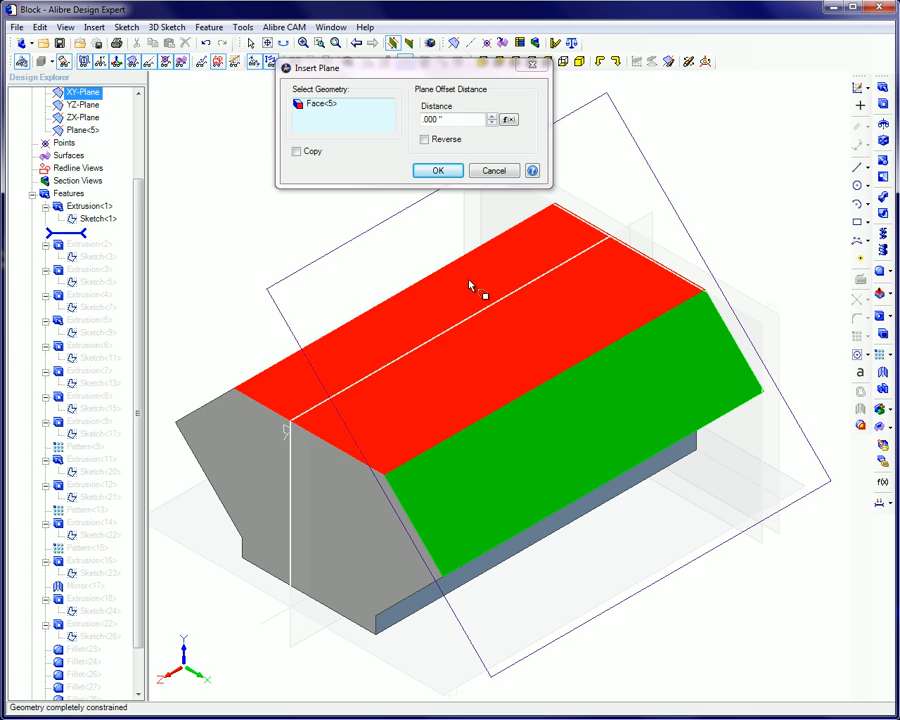 Block - Alibre Design Expert
File Edit View Insert Sketch 3D Sketch Feature Tools Alibre CAM Window Help
Design Explorer
XY-Plane
YZ-Plane
ZX-Plane
Plane<5>
Points
Surfaces
Redline Views
Section Views
Features
Extrusion<1>
Sketch<1>
Extrusion<2>
Sketch<3>
Extrusion<3>
Sketch<5>
Extrusion<4>
Sketch<7>
Extrusion<5>
Sketch<9>
Extrusion<6>
Sketch<11>
Extrusion<7>
Sketch<13>
Extrusion<8>
Sketch<15>
Extrusion<9>
Sketch<17>
Pattern<9>
Extrusion<11>
Sketch<20>
Extrusion<12>
Sketch<21>
Pattern<13>
Extrusion<14>
Sketch<22>
Pattern<15>
Extrusion<16>
Sketch<23>
Mirror<17>
Extrusion<18>
Sketch<24>
Extrusion<22>
Sketch<26>
Fillet<23>
Fillet<24>
Fillet<26>
Fillet<27>
Insert Plane
Select Geometry:
Face<5>
Copy
Plane Offset Distance
Distance
.000 "
f(x)
Reverse
OK Cancel
a
f(x)
Y
Z
X
Geometry completely constrained